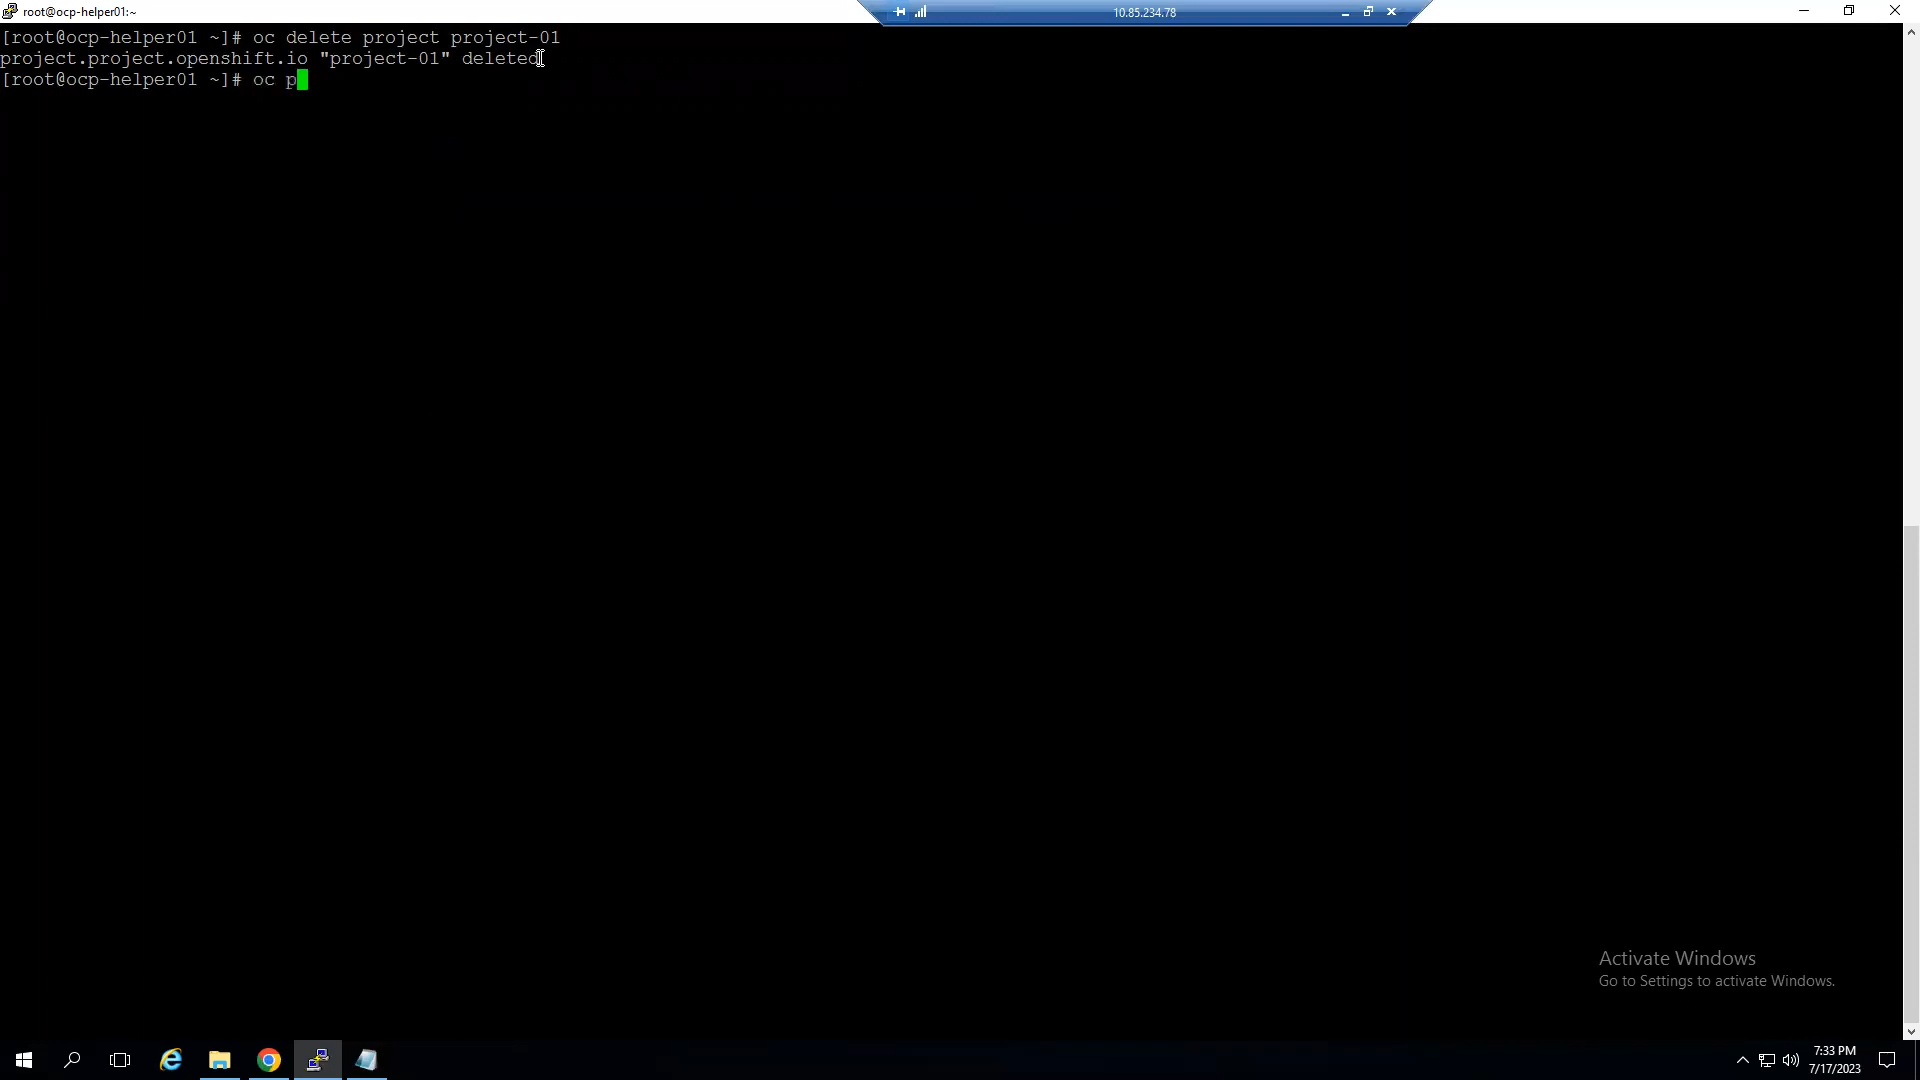 root@ocp-helper01:~
10.85.234.78
[root@ocp-helper01 ~]# oc delete project project-01
project.project.openshift.io "project-01" deleted
[root@ocp-helper01 ~]# oc p
Activate Windows
Go to Settings to activate Windows.
7:33 PM
7/17/2023